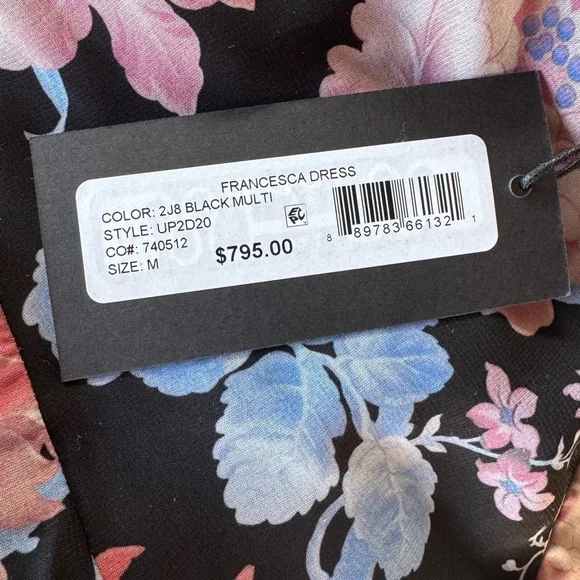 FRANCESCA DRESS
COLOR: 2J8 BLACK MULTI
STYLE: UP2D20
CO#: 740512
SIZE: M
$795.00
8 89783 66132 1